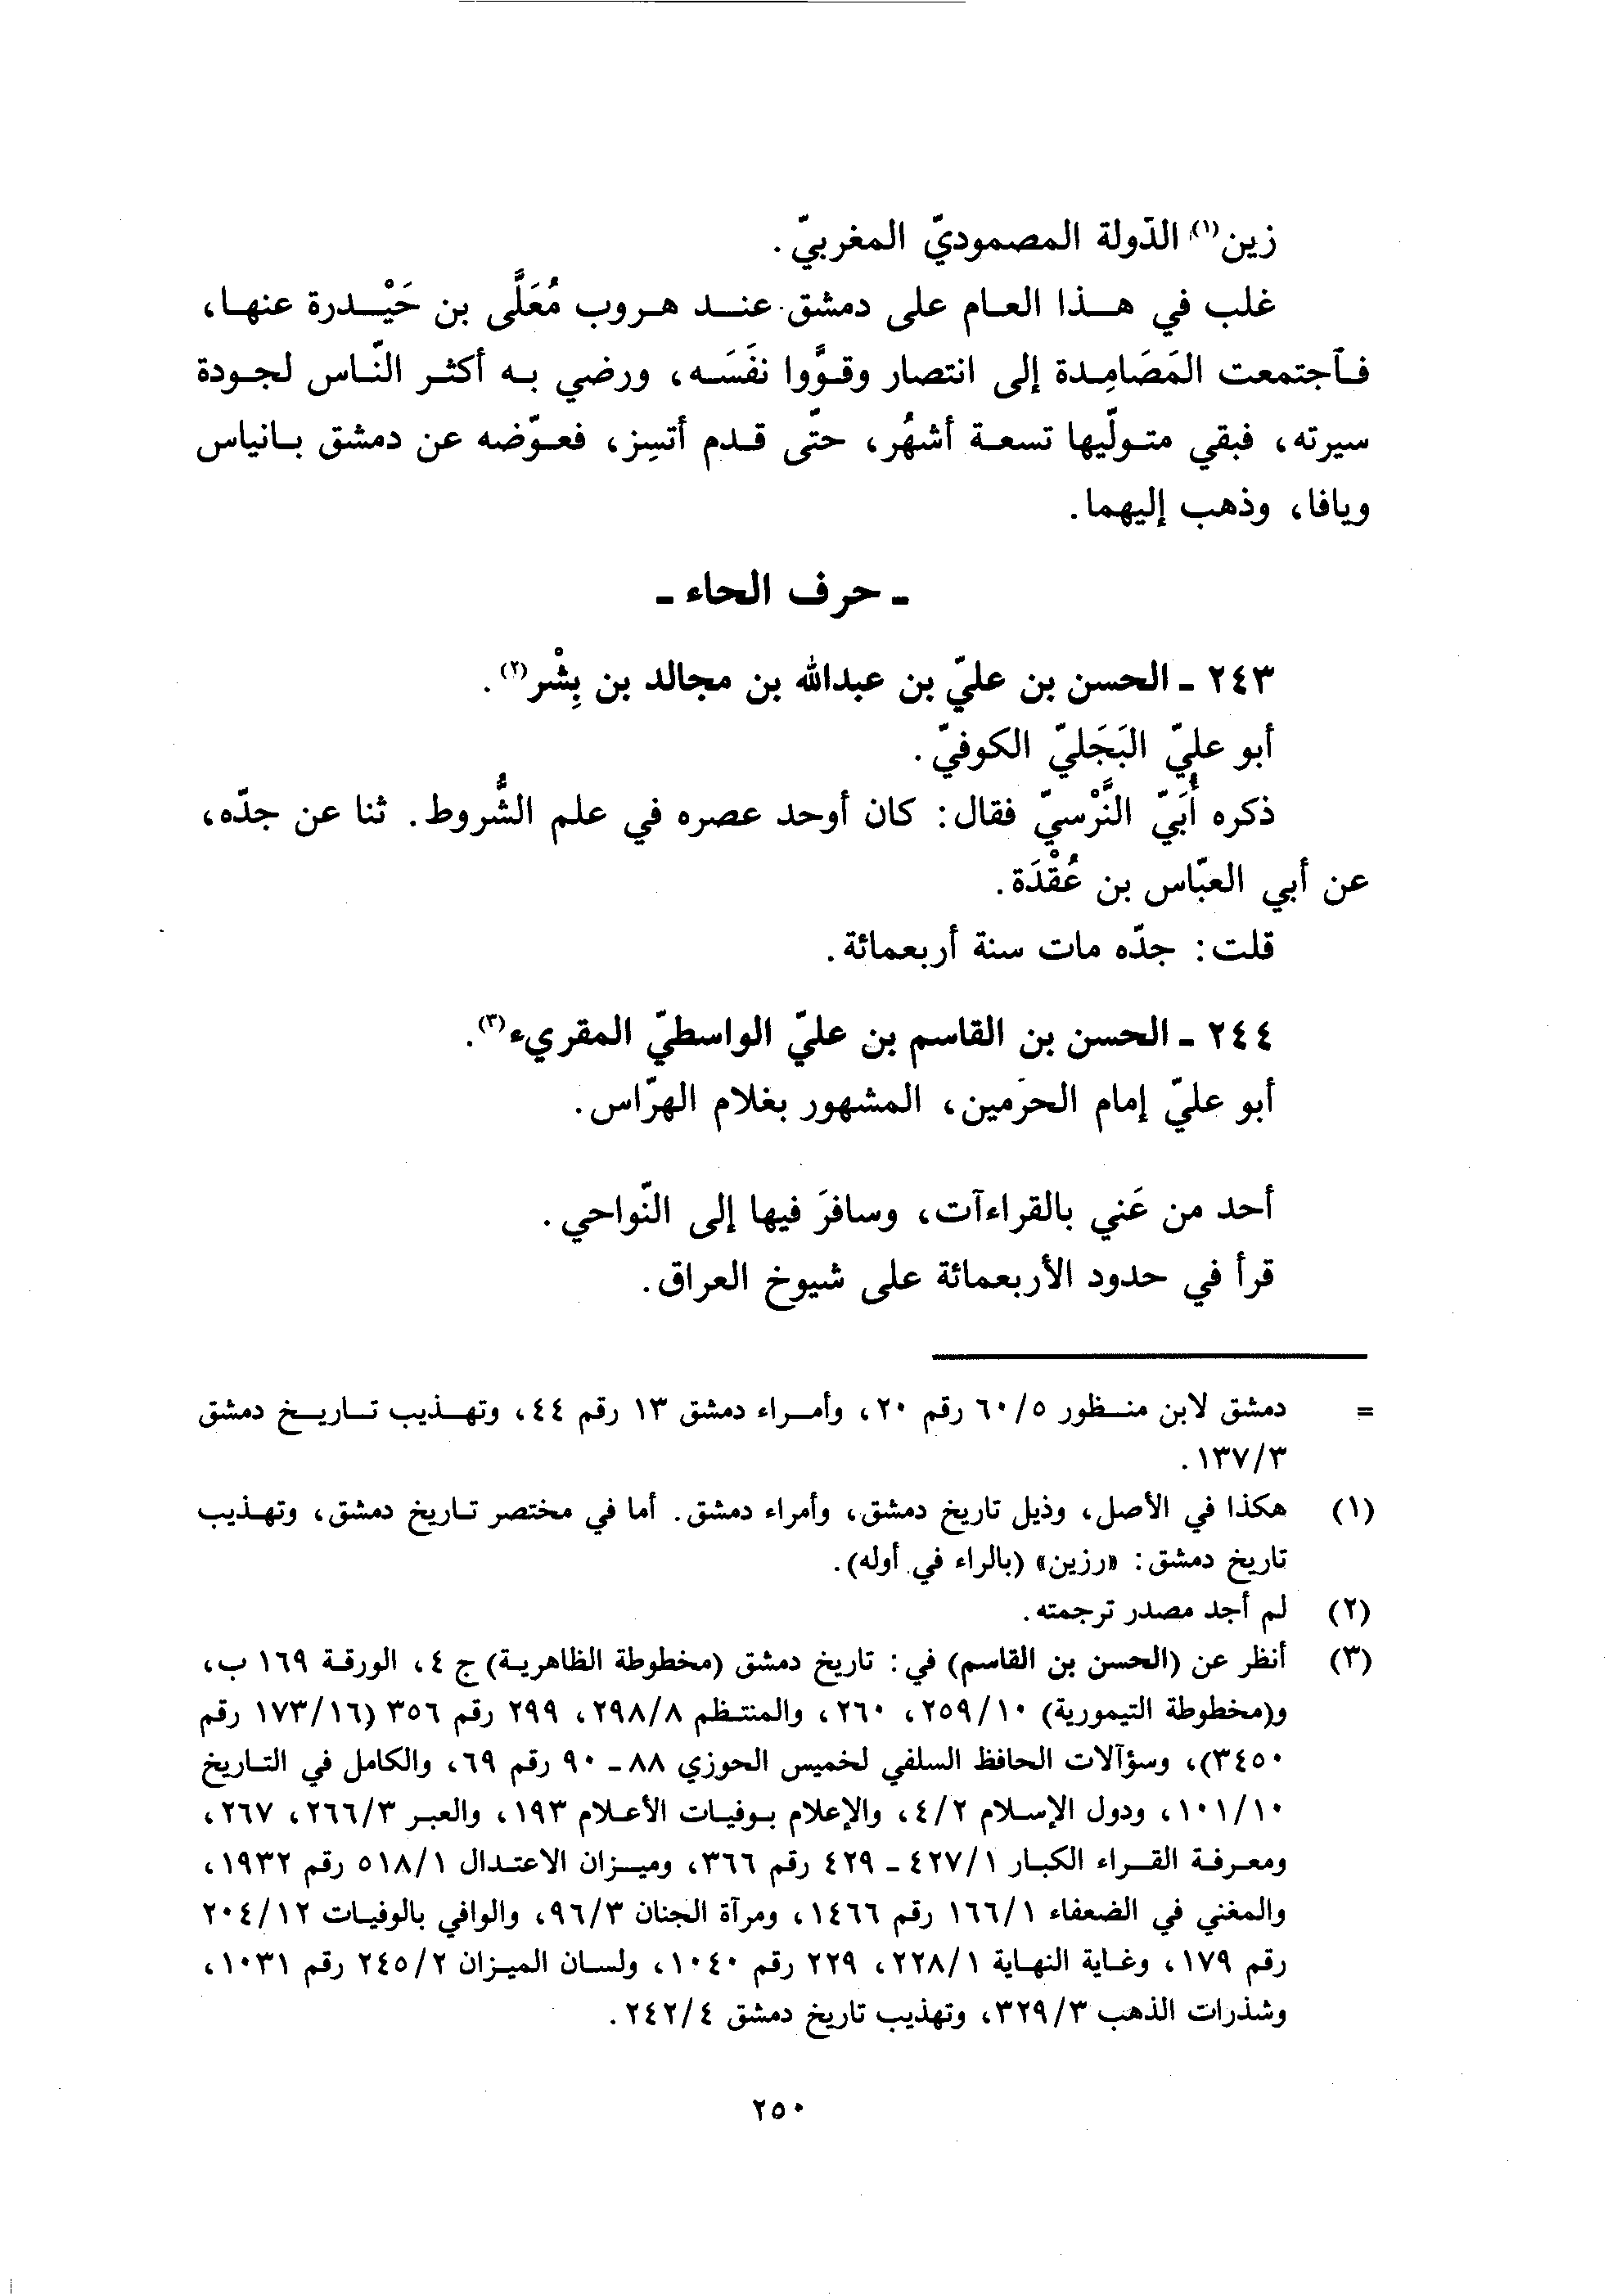 زين(١) الدّولة المصموديّ المغربيّ.
غلب في هذا العام على دمشق عند هروب مُعَلَّى بن حَيْدرة عنها،
فاَجتمعت المَصَامِدة إلى انتصار وقوَّوا نفَسَه، ورضي به أكثر النّاس لجودة
سيرته، فبقي متولّيها تسعة أشهُر، حتّى قدم أتسِز، فعوّضه عن دمشق بانياس
ويافا، وذهب إليهما.
ـ حرف الحاء ـ
٢٤٣ ـ الحسن بن عليّ بن عبدالله بن مجالد بن بِشْر(٢).
أبو عليّ البَجَليّ الكوفيّ.
ذكره أُبَيّ النَّرْسيّ فقال: كان أوحد عصره في علم الشُّروط. ثنا عن جدّه،
عن أبي العبّاس بن عُقْدَة.
قلت: جدّه مات سنة أربعمائة.
٢٤٤ ـ الحسن بن القاسم بن عليّ الواسطيّ المقريء(٣).
أبو عليّ إمام الحرَمين، المشهور بغلام الهرّاس.
أحد من عَني بالقراءآت، وسافرَ فيها إلى النّواحي.
قرأ في حدود الأربعمائة على شيوخ العراق.
= دمشق لابن منظور ٦٠/٥ رقم ٢٠، وأمراء دمشق ١٣ رقم ٤٤، وتهذيب تاريخ دمشق
١٣٧/٣.
(١) هكذا في الأصل، وذيل تاريخ دمشق، وأمراء دمشق. أما في مختصر تاريخ دمشق، وتهذيب
تاريخ دمشق: «رزين» (بالراء في أوله).
(٢) لم أجد مصدر ترجمته.
(٣) أنظر عن (الحسن بن القاسم) في: تاريخ دمشق (مخطوطة الظاهرية) ج ٤، الورقة ١٦٩ ب،
و(مخطوطة التيمورية) ٢٥٩/١٠، ٢٦٠، والمنتظم ٢٩٨/٨، ٢٩٩ رقم ٣٥٦ (١٧٣/١٦ رقم
٣٤٥٠)، وسؤآلات الحافظ السلفي لخميس الحوزي ٨٨ ـ ٩٠ رقم ٦٩، والكامل في التاريخ
١٠١/١٠، ودول الإسلام ٤/٢، والإعلام بوفيات الأعلام ١٩٣، والعبر ٢٦٦/٣، ٢٦٧،
ومعرفة القراء الكبار ٤٢٧/١ ـ ٤٢٩ رقم ٣٦٦، وميزان الاعتدال ٥١٨/١ رقم ١٩٣٢،
والمغني في الضعفاء ١٦٦/١ رقم ١٤٦٦، ومرآة الجنان ٩٦/٣، والوافي بالوفيات ٢٠٤/١٢
رقم ١٧٩، وغاية النهاية ٢٢٨/١، ٢٢٩ رقم ١٠٤٠، ولسان الميزان ٢٤٥/٢ رقم ١٠٣١،
وشذرات الذهب ٣٢٩/٣، وتهذيب تاريخ دمشق ٢٤٢/٤.
٢٥٠